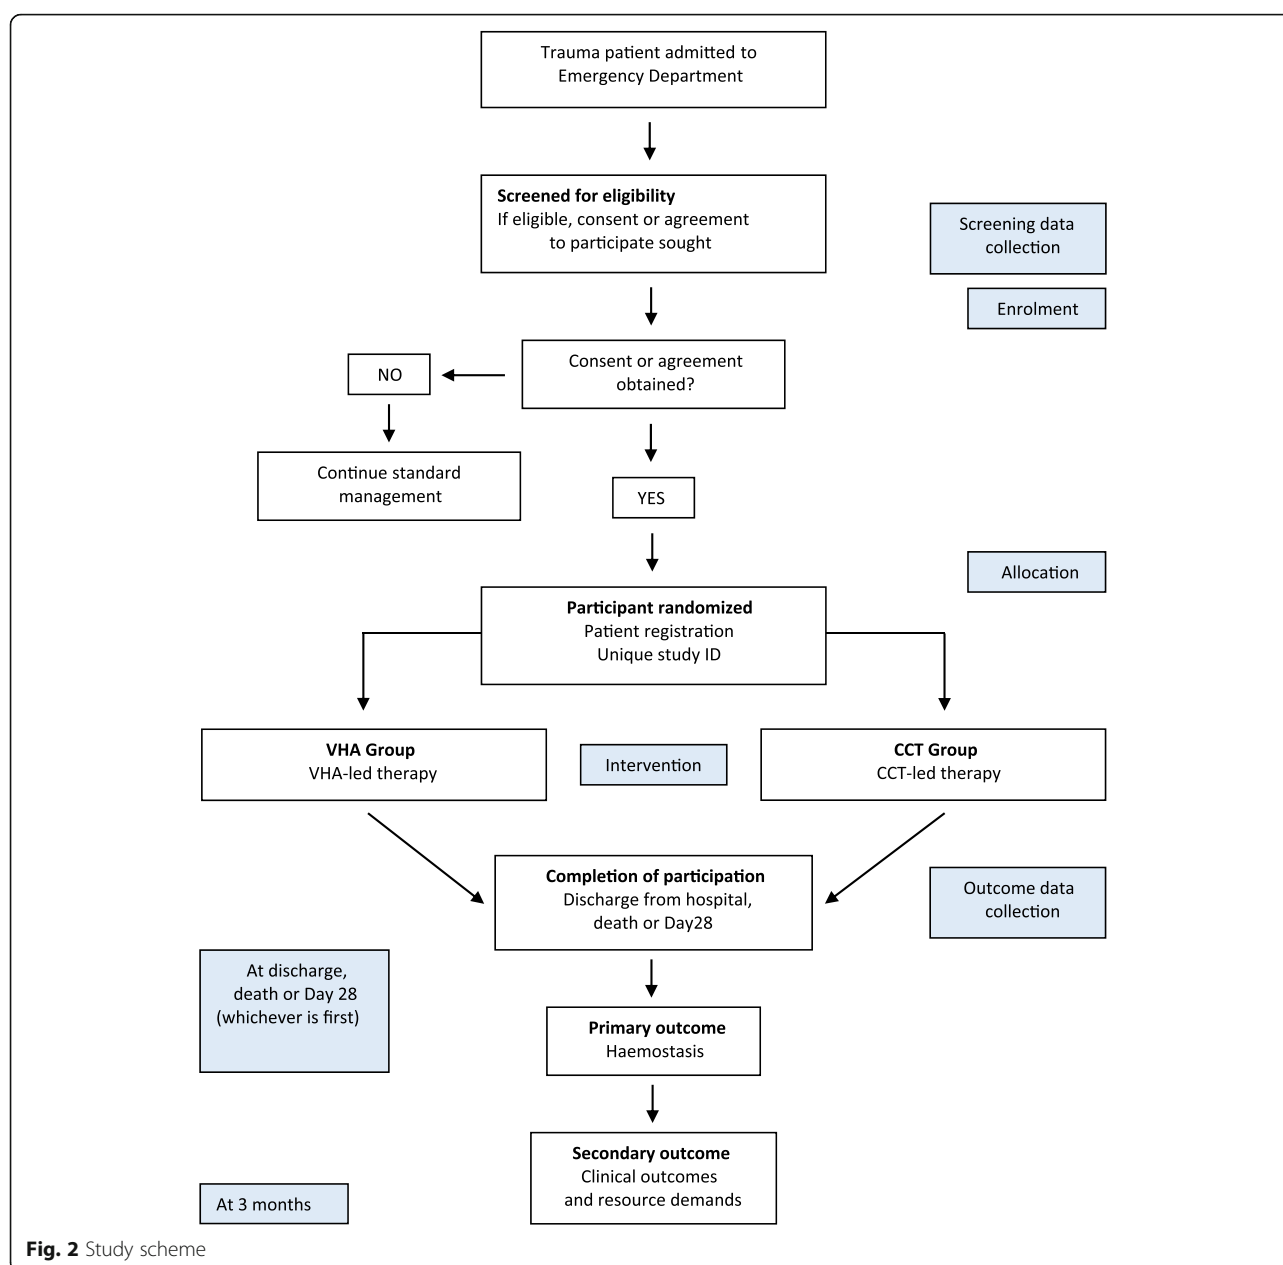 Trauma patient admitted to
Emergency Department
Screened for eligibility
If eligible, consent or agreement
to participate sought
Screening data
collection
Enrolment
Consent or agreement
obtained?
NO
Continue standard
management
YES
Allocation
Participant randomized
Patient registration
Unique study ID
VHA Group
VHA-led therapy
Intervention
CCT Group
CCT-led therapy
Completion of participation
Discharge from hospital,
death or Day28
Outcome data
collection
At discharge,
death or Day 28
(whichever is first)
Primary outcome
Haemostasis
Secondary outcome
Clinical outcomes
and resource demands
At 3 months
Fig. 2 Study scheme